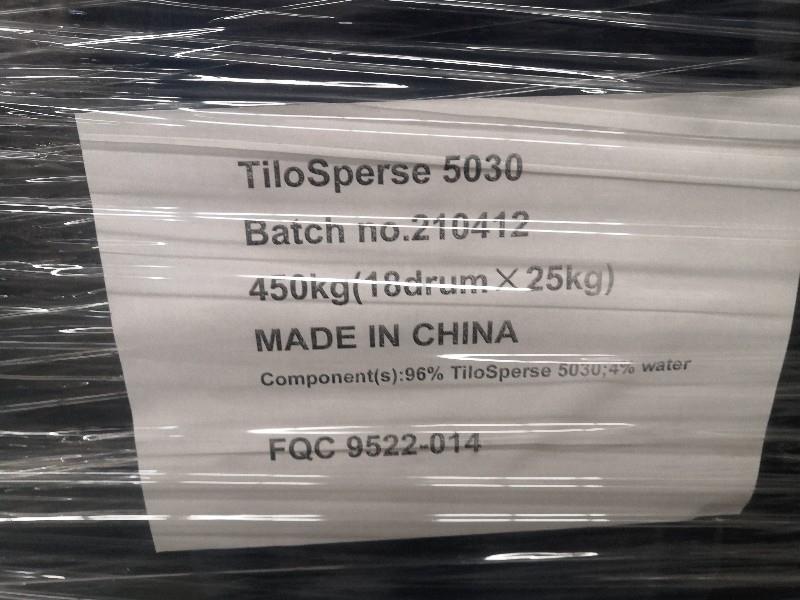 TiloSperse 5030
Batch no.210412
450kg(18drum×25kg)
MADE IN CHINA
Component(s):96% TiloSperse 5030;4% water
FQC 9522-014